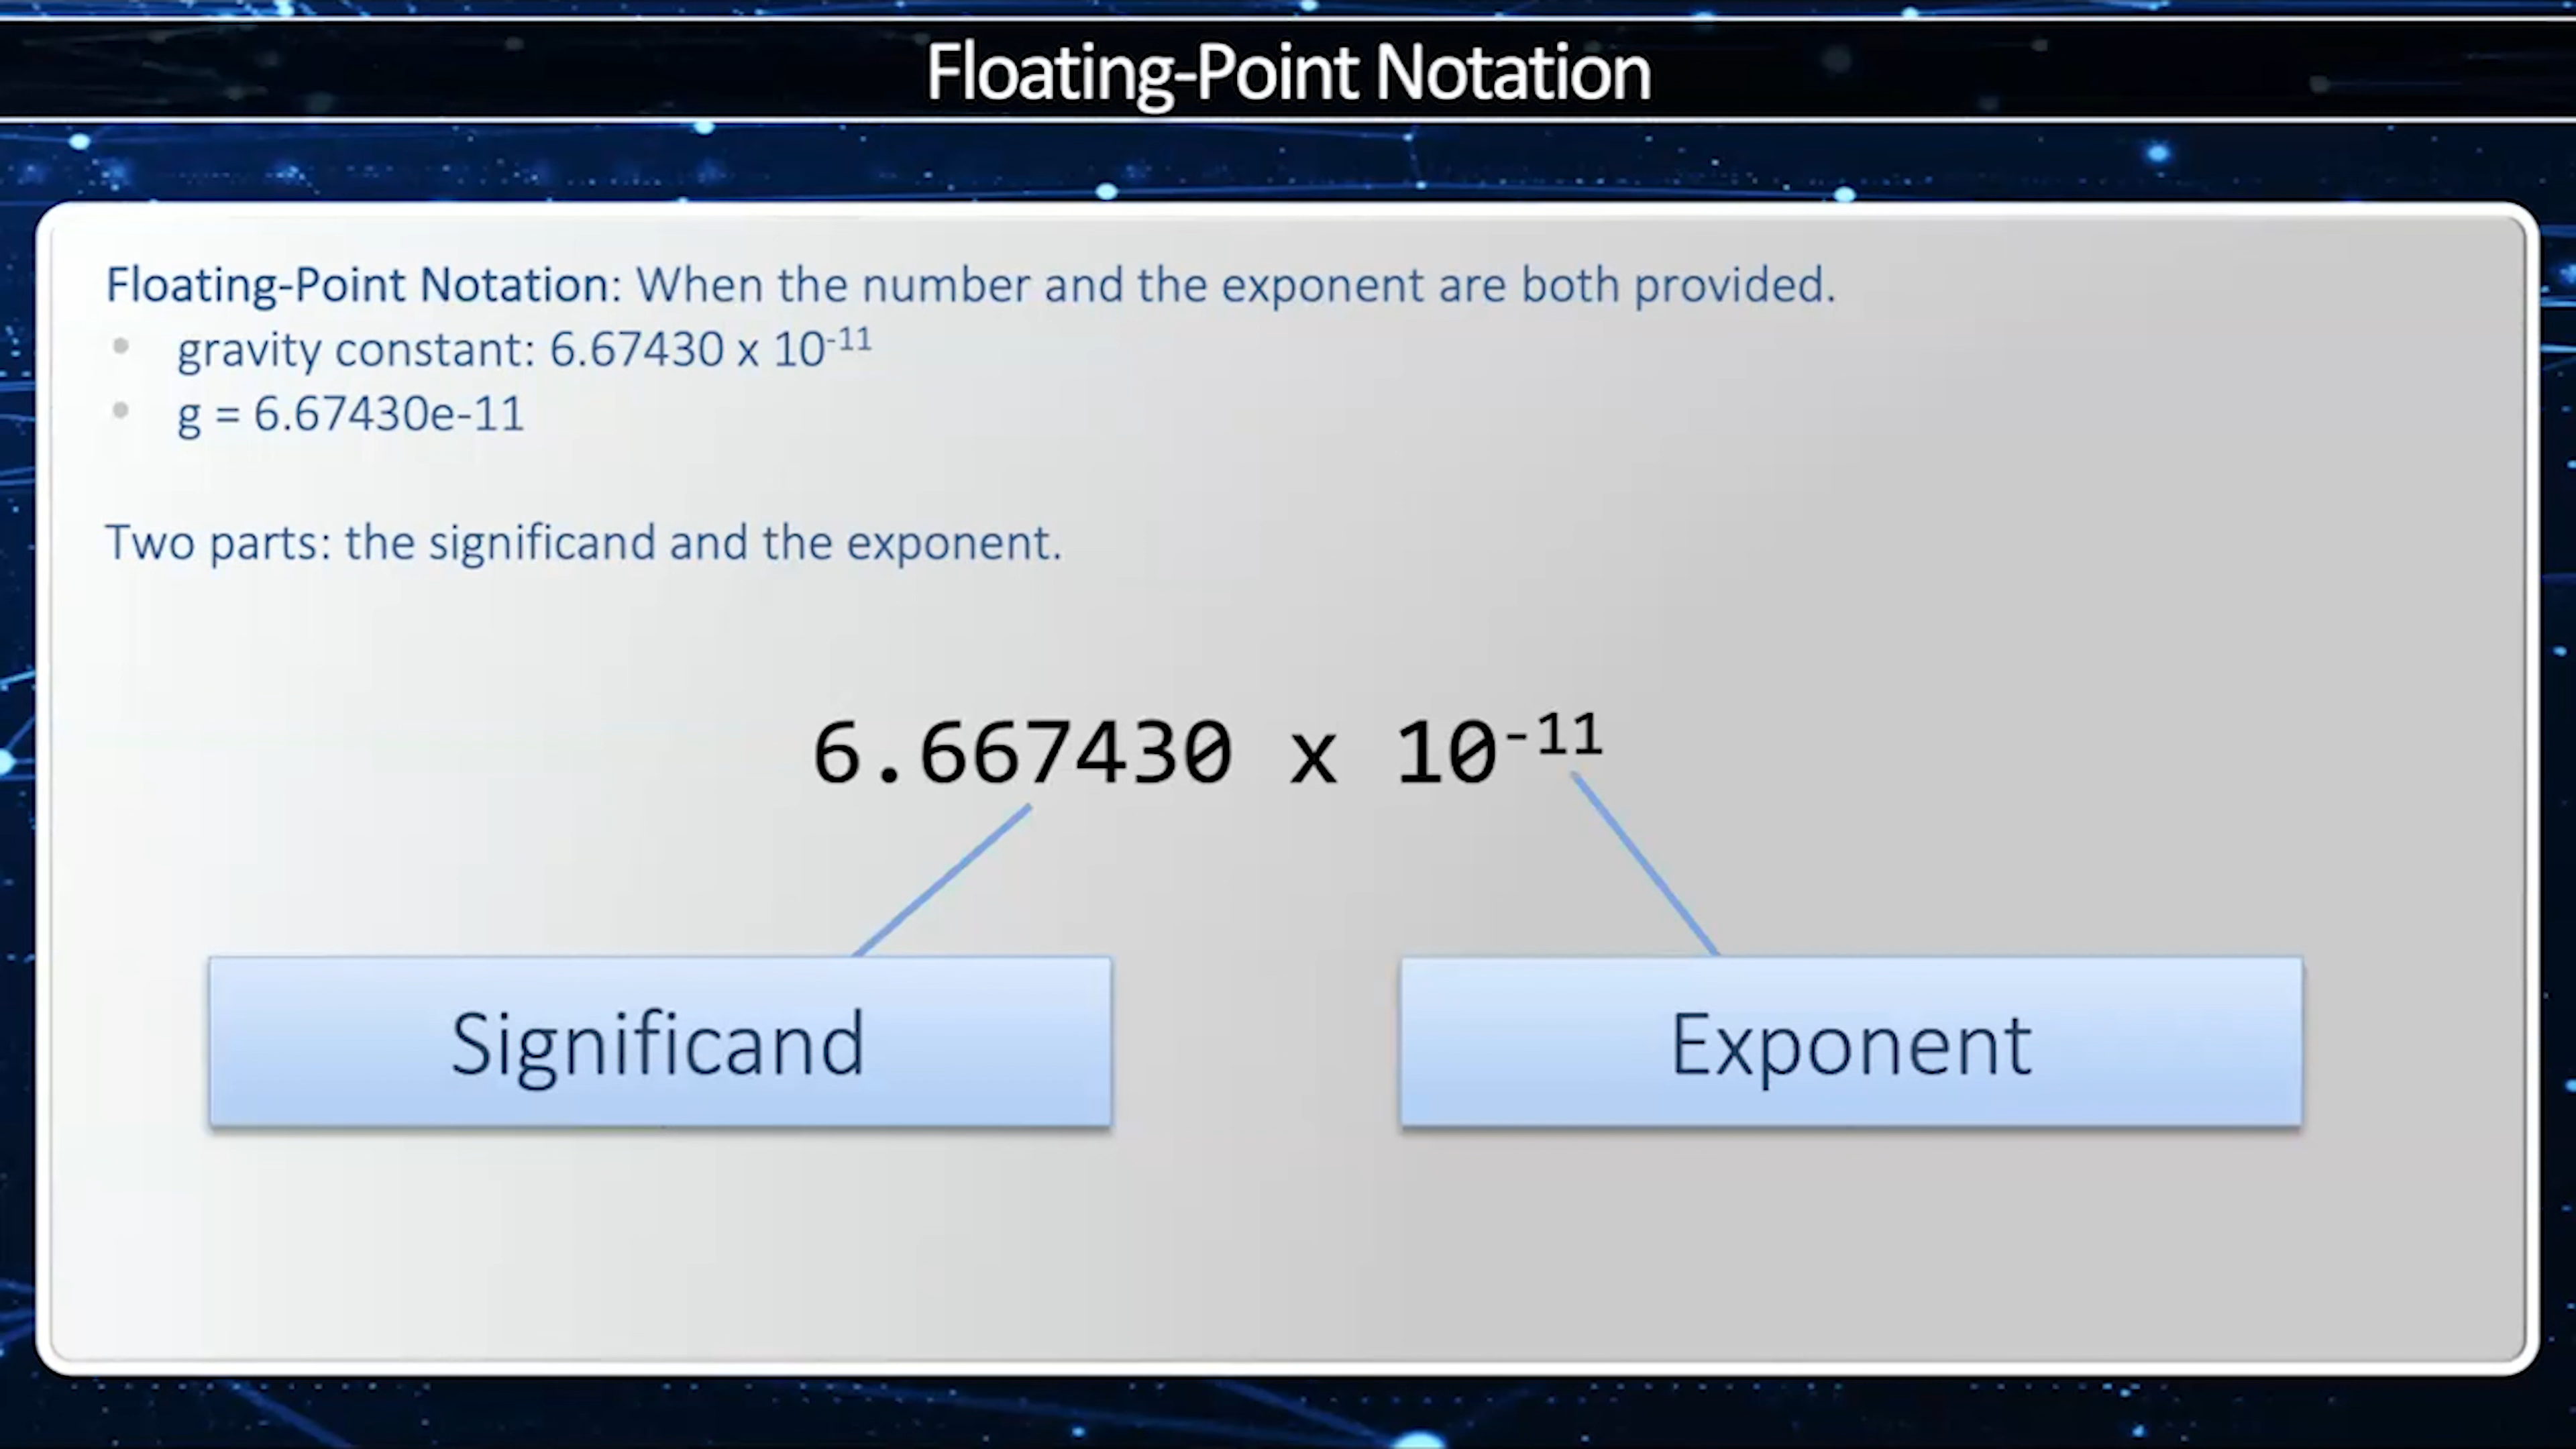 Floating-Point Notation
Floating-Point Notation: When the number and the exponent are both provided.
• gravity constant: 6.67430 x 10⁻¹¹
• g = 6.67430e-11
Two parts: the significand and the exponent.
6.667430 x 10⁻¹¹
Significand
Exponent